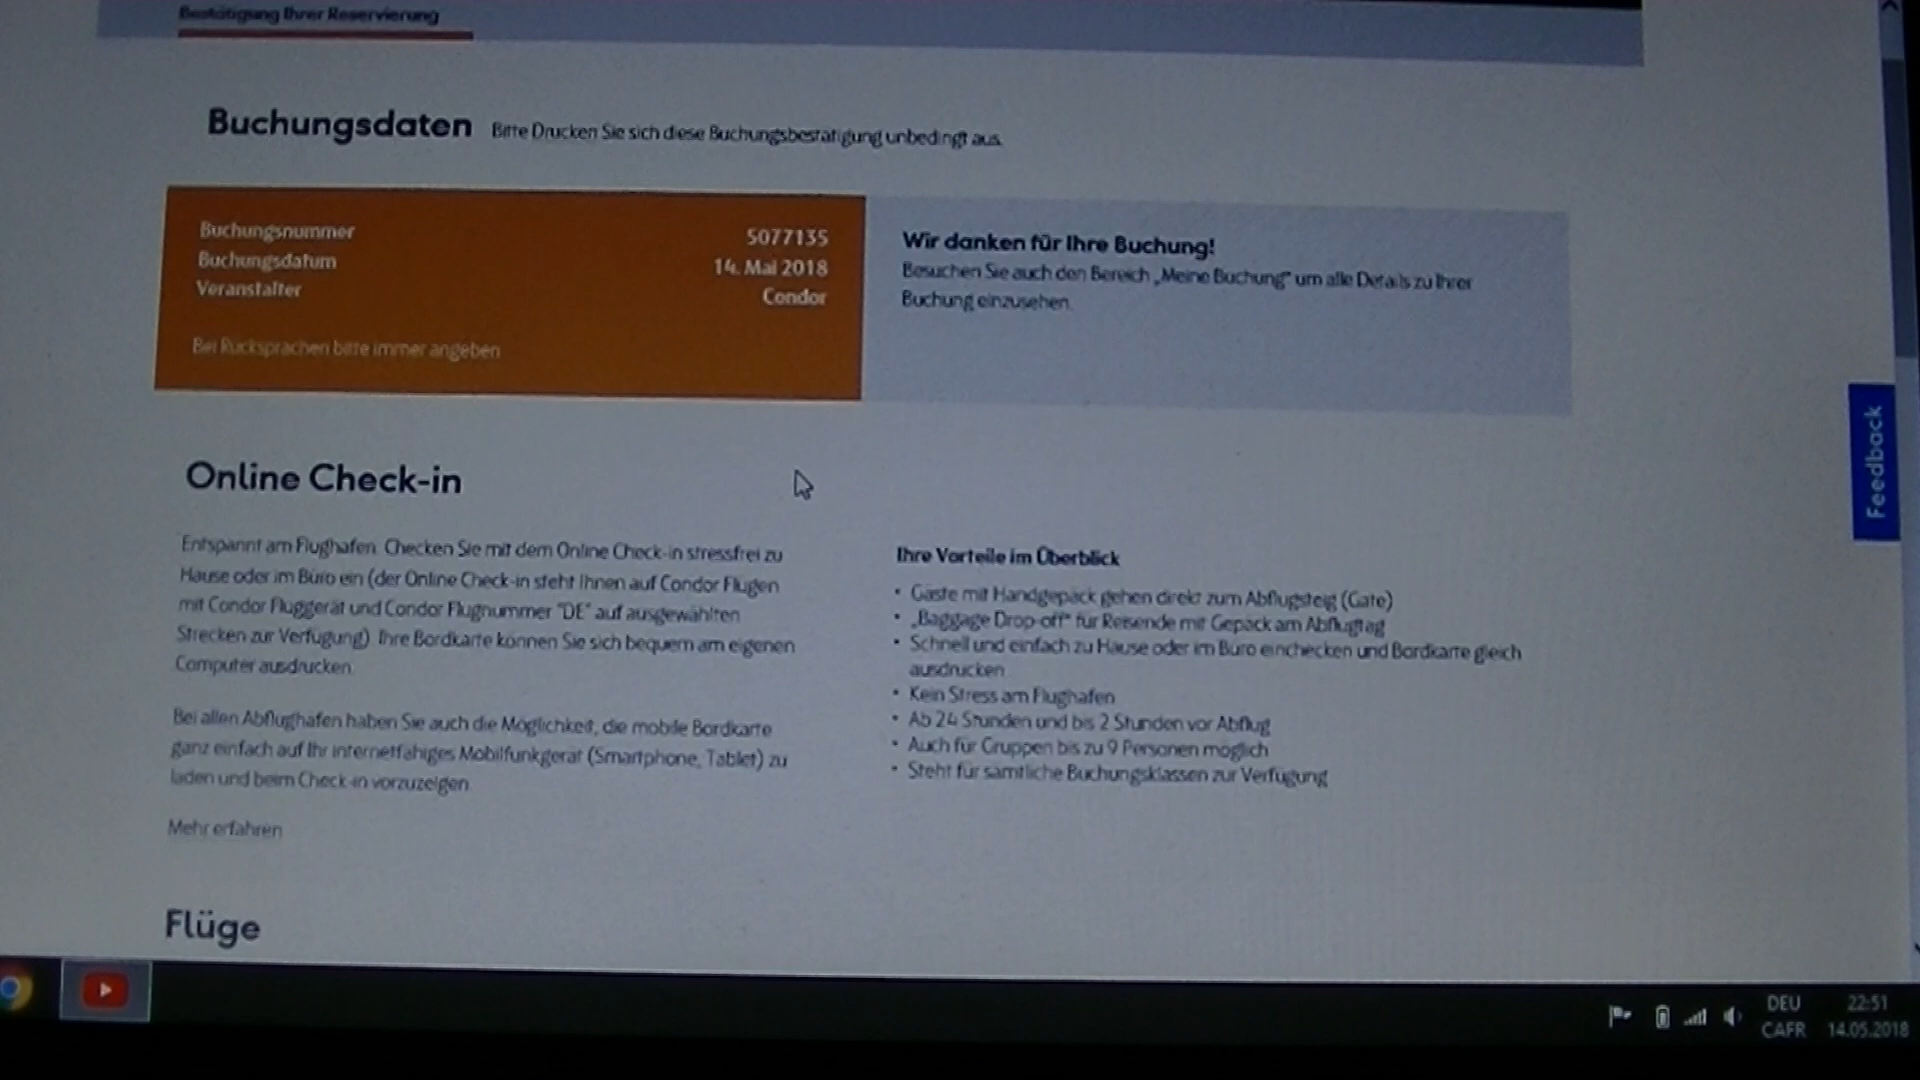 Bestätigung Ihrer Reservierung
Buchungsdaten Bitte Drucken Sie sich diese Buchungsbestätigung unbedingt aus.
Buchungsnummer 5077135
Buchungsdatum 14. Mai 2018
Veranstalter Condor
Bei Rücksprachen bitte immer angeben
Wir danken für Ihre Buchung!
Besuchen Sie auch den Bereich „Meine Buchung" um alle Details zu Ihrer
Buchung einzusehen.
Feedback
Online Check-in
Entspannt am Flughafen. Checken Sie mit dem Online Check-in stressfrei zu
Hause oder im Büro ein (der Online Check-in steht Ihnen auf Condor Flügen
mit Condor Fluggerät und Condor Flugnummer "DE" auf ausgewählten
Strecken zur Verfügung). Ihre Bordkarte können Sie sich bequem am eigenen
Computer ausdrucken.
Bei allen Abflughäfen haben Sie auch die Möglichkeit, die mobile Bordkarte
ganz einfach auf Ihr internetfähiges Mobilfunkgerät (Smartphone, Tablet) zu
laden und beim Check-in vorzuzeigen.
Mehr erfahren
Ihre Vorteile im Überblick
• Gäste mit Handgepäck gehen direkt zum Abflugsteig (Gate)
• „Baggage Drop-off" für Reisende mit Gepäck am Abflugtag
• Schnell und einfach zu Hause oder im Büro einchecken und Bordkarte gleich
ausdrucken
• Kein Stress am Flughafen
• Ab 24 Stunden und bis 2 Stunden vor Abflug
• Auch für Gruppen bis zu 9 Personen möglich
• Steht für sämtliche Buchungsklassen zur Verfügung
Flüge
DEU 22:51
CAFR 14.05.2018